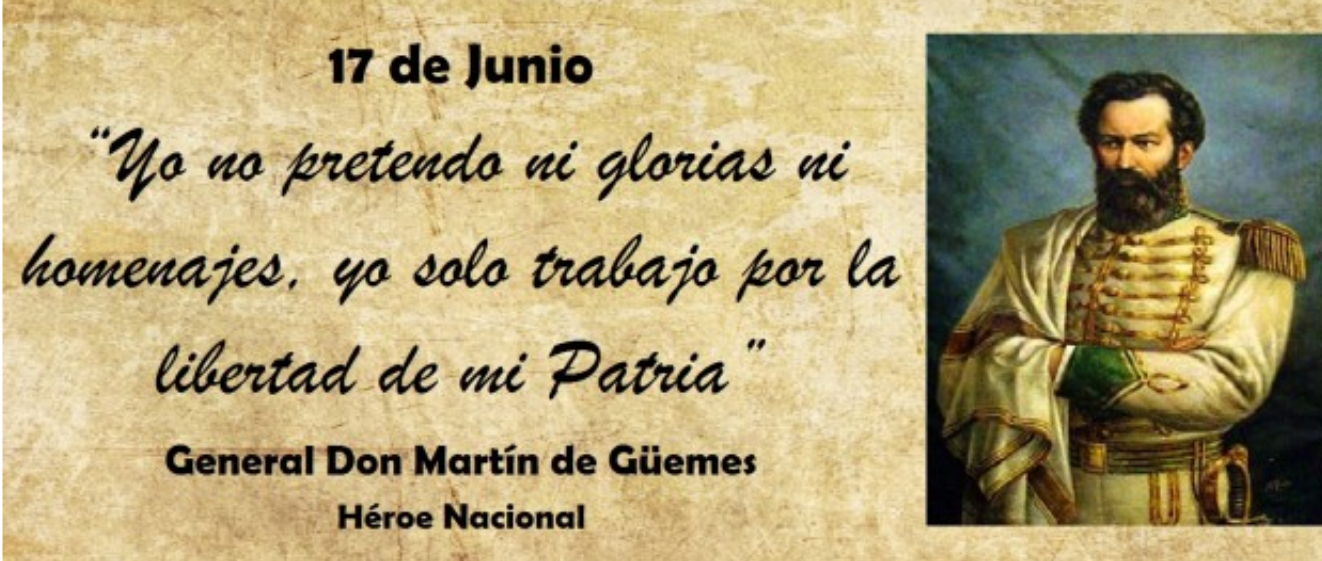 17 de Junio
“Yo no pretendo ni glorias ni
homenajes, yo solo trabajo por la
libertad de mi Patria”
General Don Martín de Güemes
Héroe Nacional